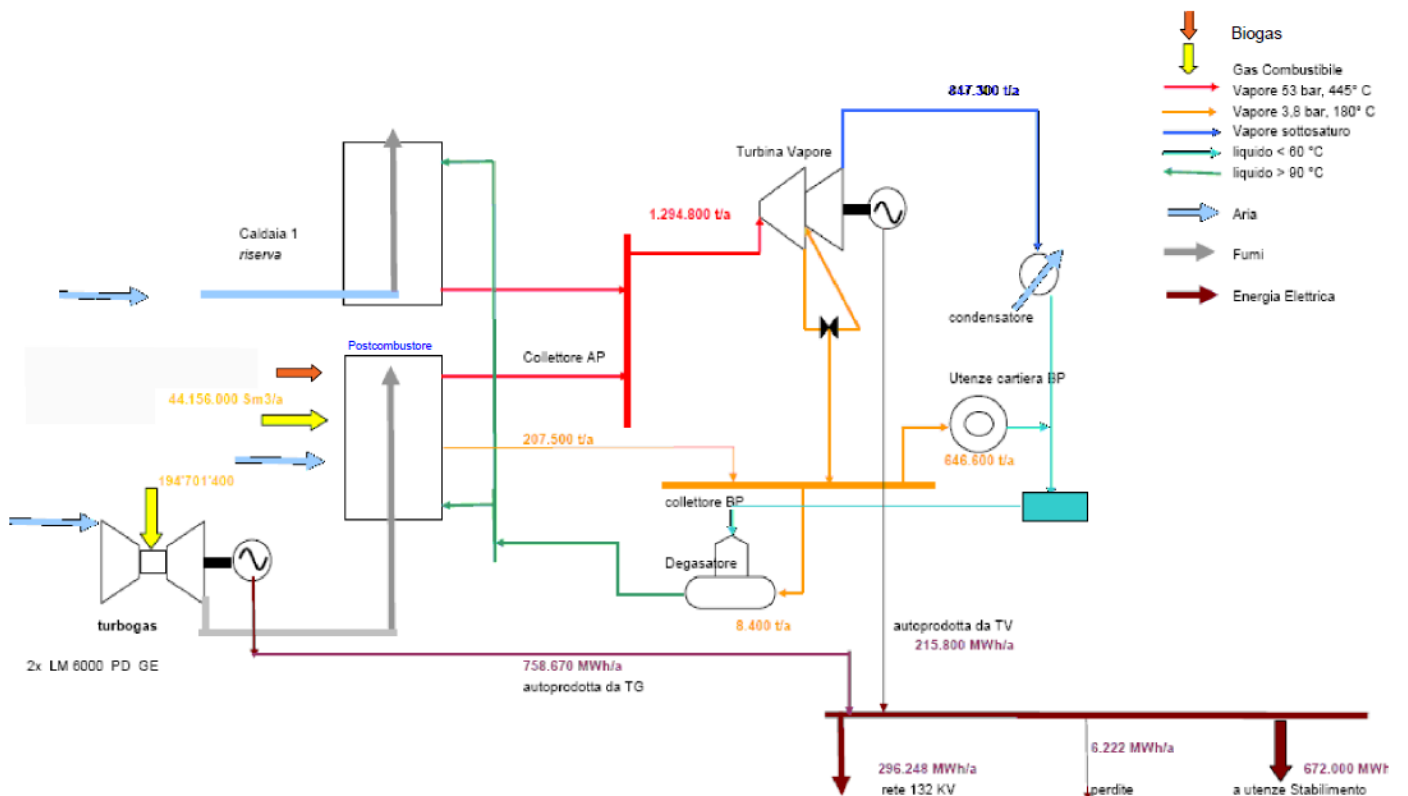 Biogas
Gas Combustibile
Vapore 53 bar, 445° C
Vapore 3,8 bar, 180° C
Vapore sottosaturo
liquido < 60 °C
liquido > 90 °C
Aria
Fumi
Energia Elettrica
Turbina Vapore
1.294.800 t/a
Caldaia 1
riserva
condensatore
Postcombustore
Collettore AP
Utenze cartiera BP
44.156.000 Sm3/a
207.500 t/a
646.600 t/a
194'701'400
collettore BP
Degasatore
turbogas
8.400 t/a
autoprodotta da TV
215.800 MWh/a
2x LM 6000 PD GE
758.670 MWh/a
autoprodotta da TG
6.222 MWh/a
296.248 MWh/a
672.000 MWh
rete 132 KV
perdite
a utenze Stabilimento